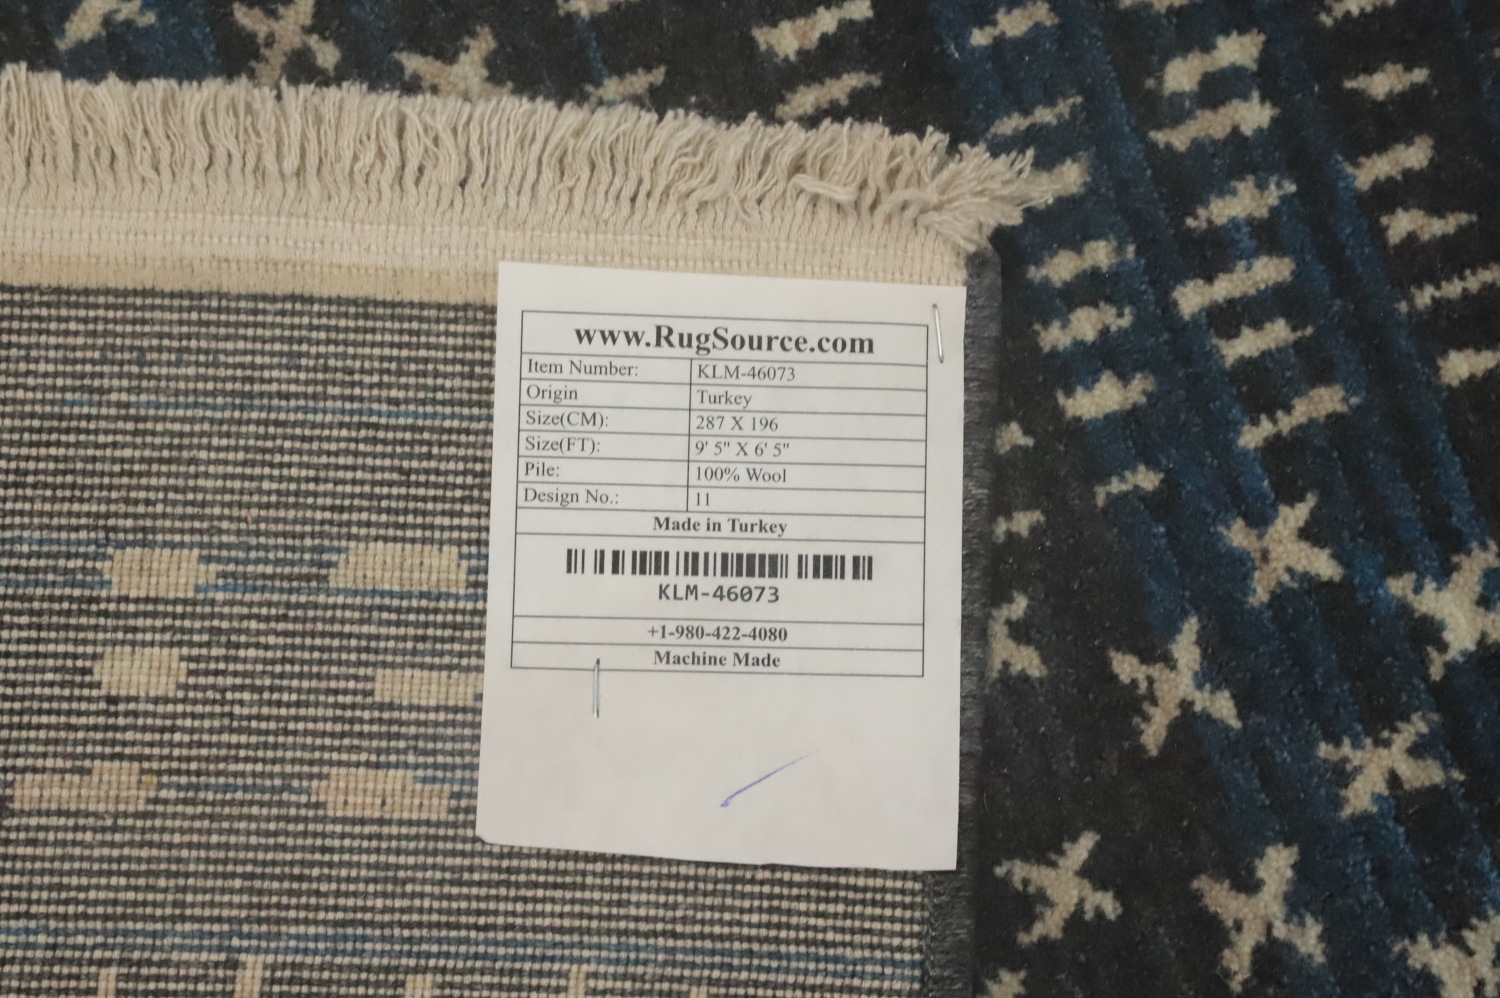 www.RugSource.com
Item Number: KLM-46073
Origin Turkey
Size(CM): 287 X 196
Size(FT): 9' 5" X 6' 5"
Pile: 100% Wool
Design No.: 11
Made in Turkey
KLM-46073
+1-980-422-4080
Machine Made